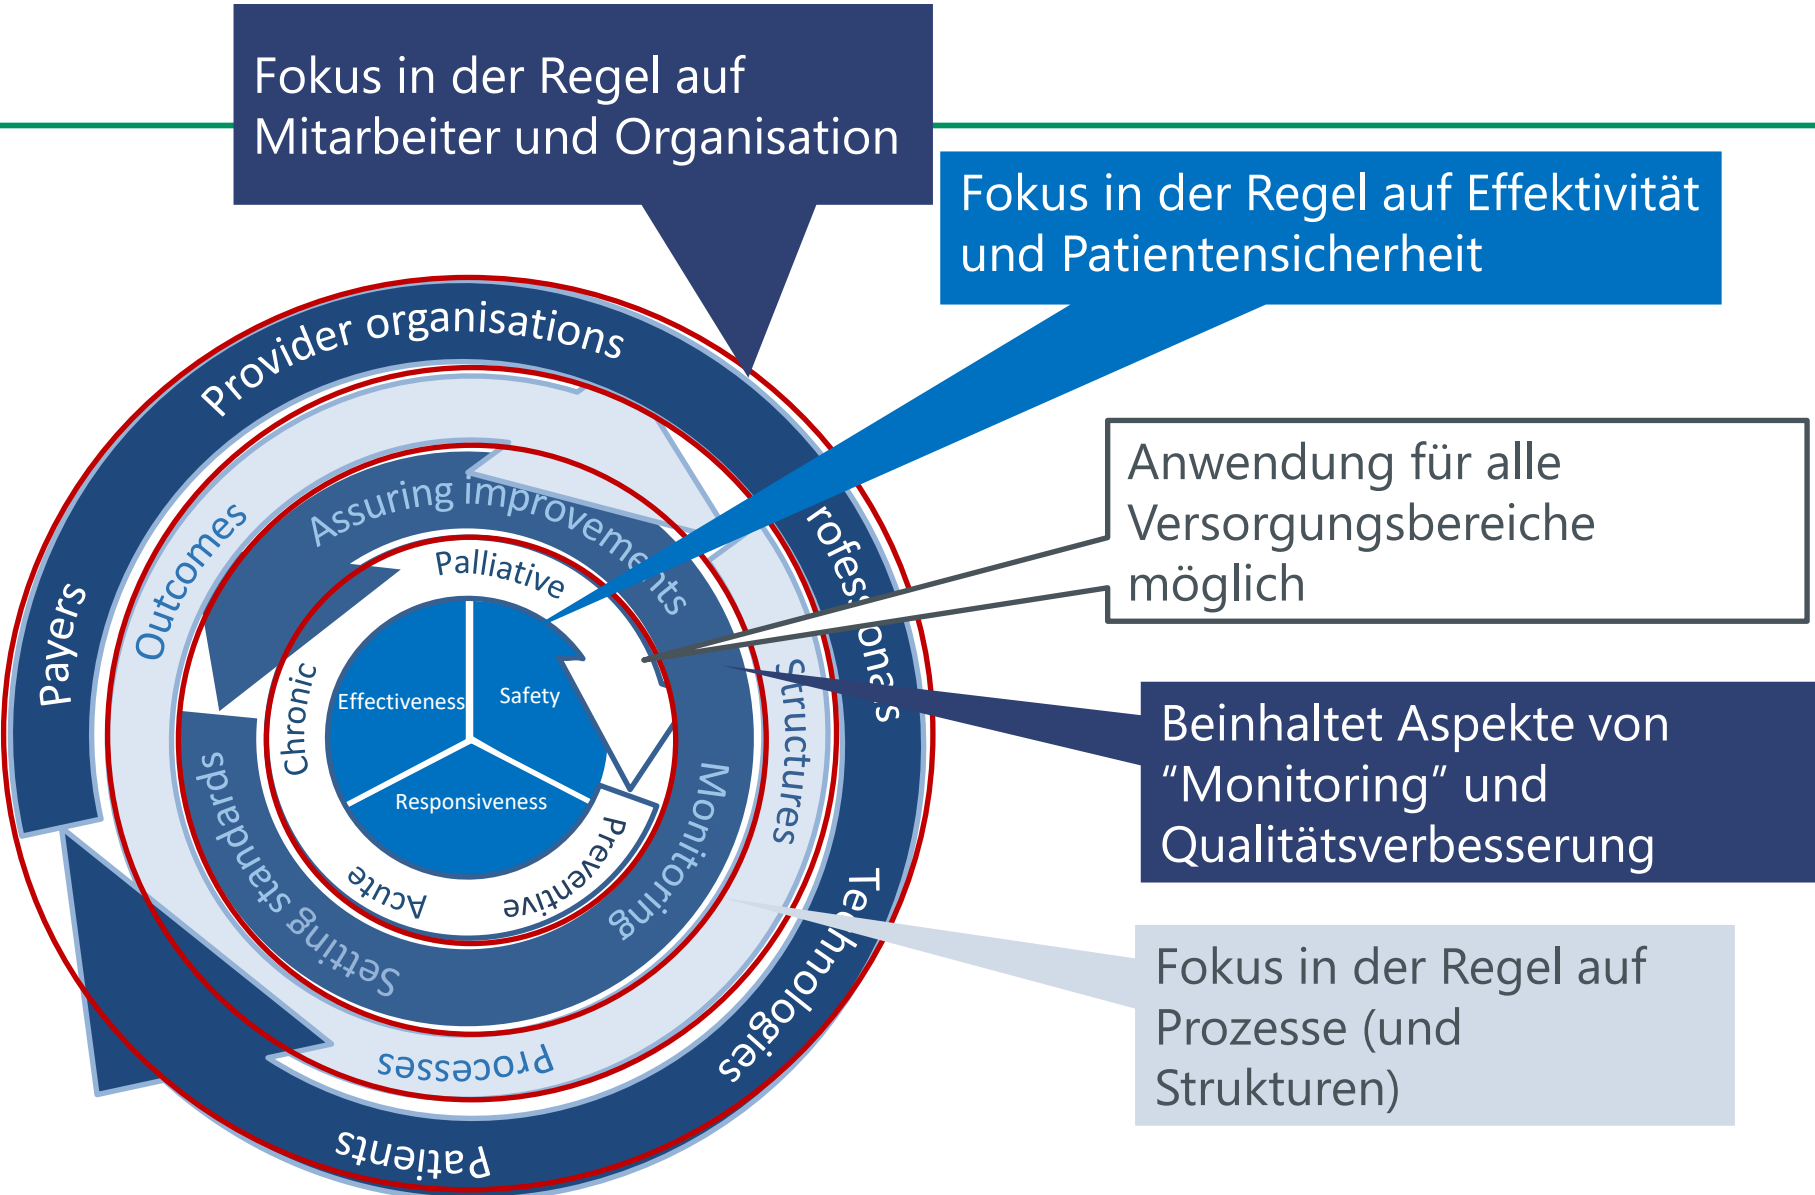 Fokus in der Regel auf
Mitarbeiter und Organisation
Fokus in der Regel auf Effektivität
und Patientensicherheit
Anwendung für alle
Versorgungsbereiche
möglich
Beinhaltet Aspekte von
“Monitoring” und
Qualitätsverbesserung
Fokus in der Regel auf
Prozesse (und
Strukturen)
Provider organisations
rofessionals
Technologies
Patients
Payers
Outcomes
Structures
Processes
Assuring improvements
Monitoring
Setting standards
Palliative
Chronic
Acute
Preventive
Effectiveness
Safety
Responsiveness